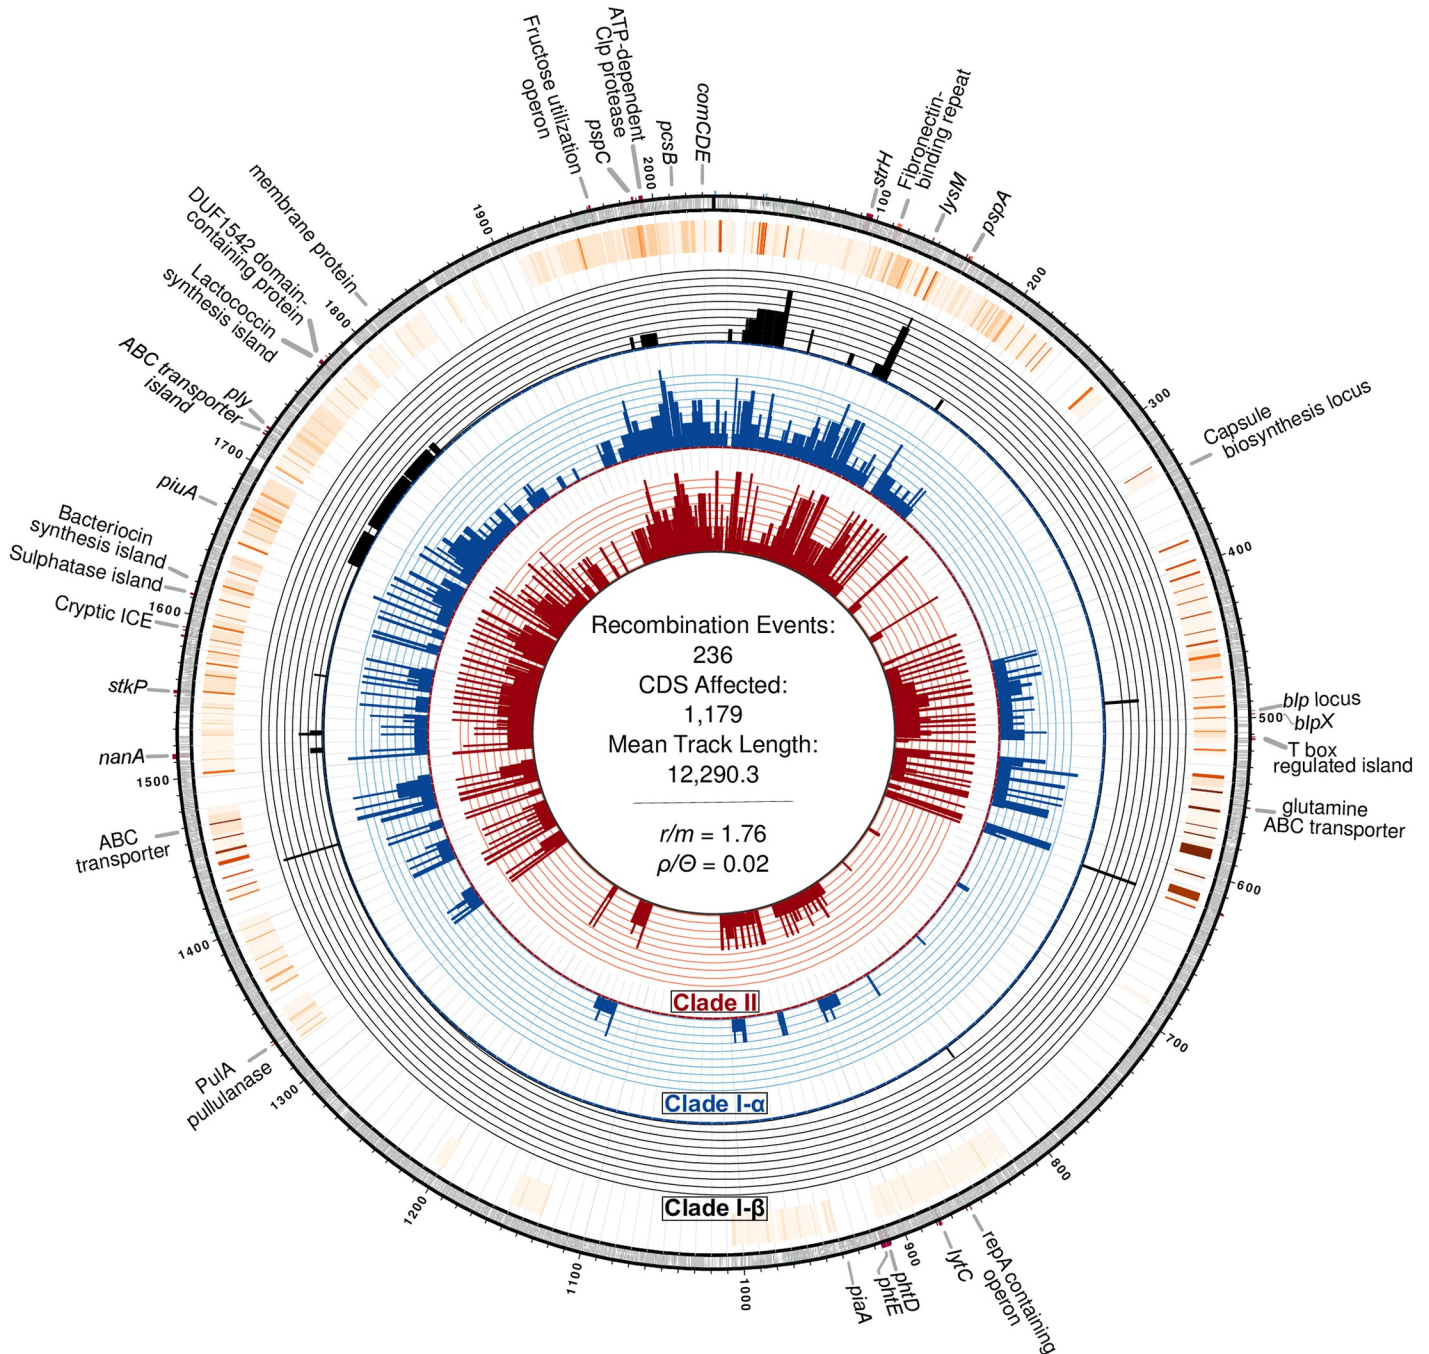 Fructose utilization
operon
ATP-dependent
Clp protease
pspC
2000
pcsB
comCDE
strH
100
Fibronectin-
binding repeat
lysM
pspA
200
300
Capsule
biosynthesis locus
400
blp locus
500
blpX
T box
regulated island
glutamine
ABC transporter
600
700
800
repA containing
operon
lytC
900
phtD
phtE
piaA
1000
1100
1200
1300
PulA
pullulanase
1400
ABC
transporter
1500
nanA
stkP
Cryptic ICE
1600
Sulphatase island
Bacteriocin
synthesis island
piuA
1700
ABC transporter
island
ply
Lactococcin
synthesis island
DUF1542 domain-
containing protein
1800
membrane protein
1900
Recombination Events:
236
CDS Affected:
1,179
Mean Track Length:
12,290.3
r/m = 1.76
ρ/Θ = 0.02
Clade II
Clade I-α
Clade I-β